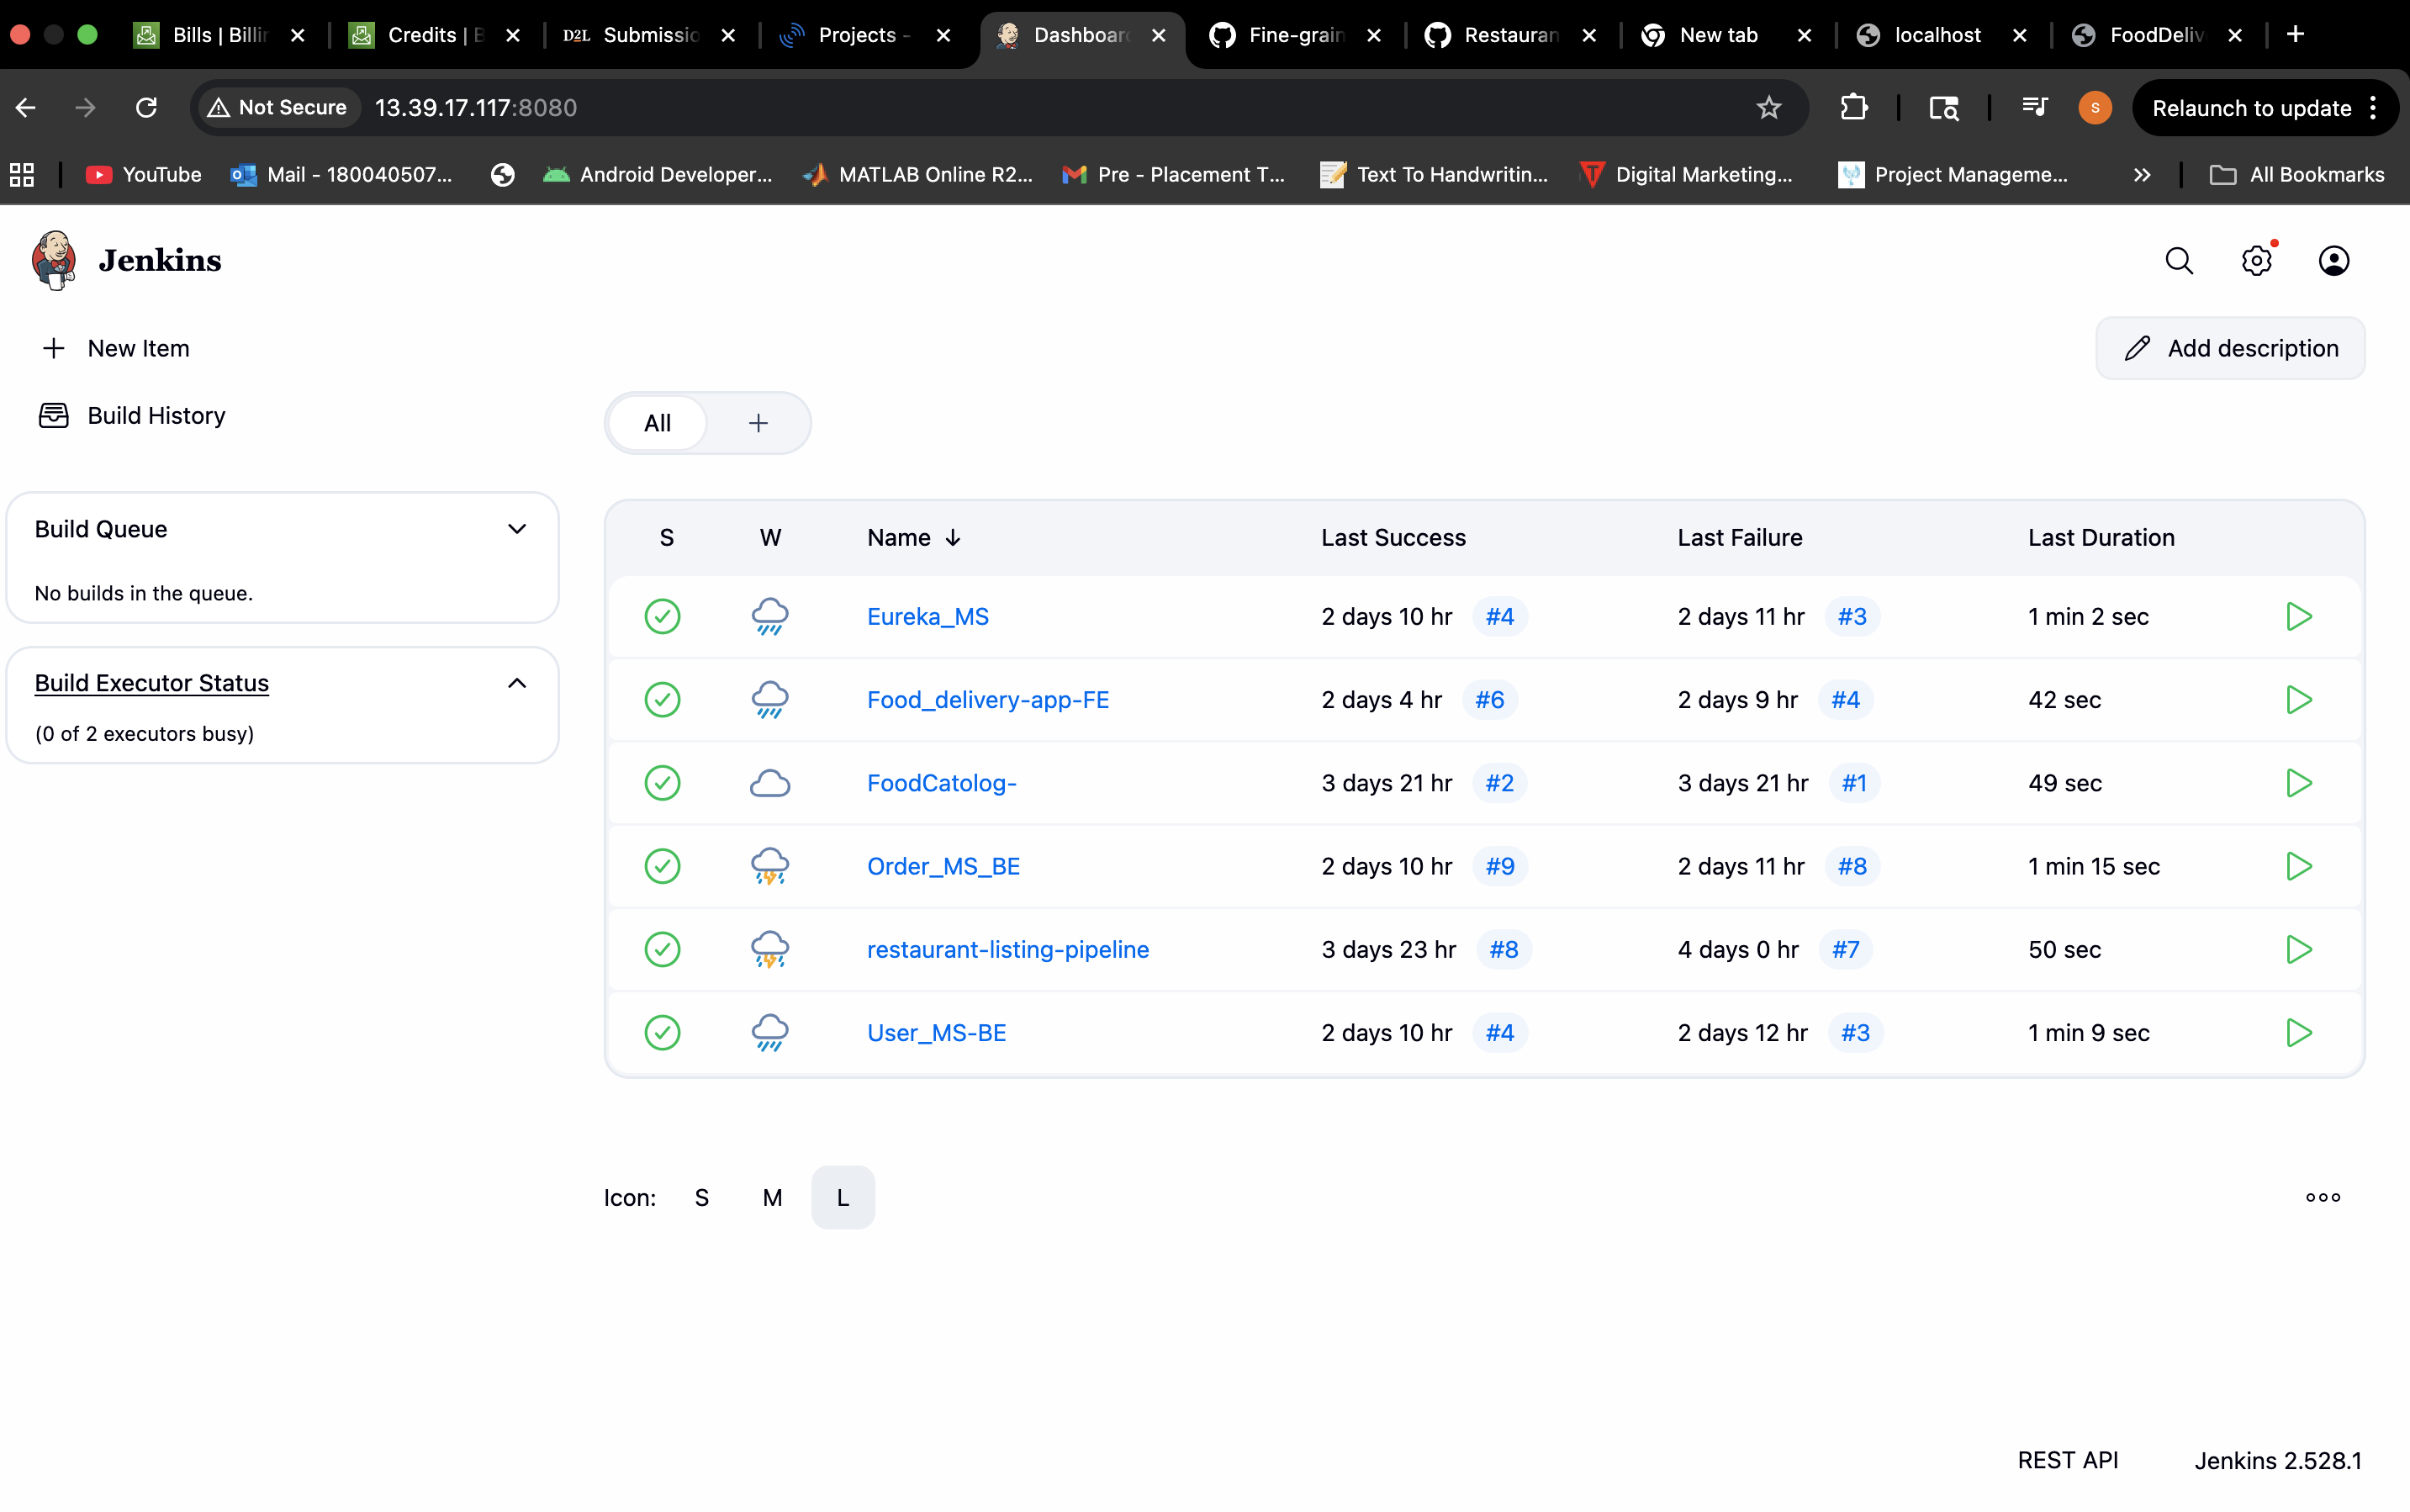 Bills | Billin
Credits | B
D2L Submissio
Projects -
Dashboard
Fine-grain
Restauran
New tab
localhost
FoodDeliv
Not Secure 13.39.17.117:8080
S
Relaunch to update
YouTube
Mail - 180040507...
Android Developer...
MATLAB Online R2...
Pre - Placement T...
Text To Handwritin...
Digital Marketing...
Project Manageme...
All Bookmarks
Jenkins
New Item
Add description
Build History
All +
Build Queue
No builds in the queue.
Build Executor Status
(0 of 2 executors busy)
S W Name ↓ Last Success Last Failure Last Duration
Eureka_MS 2 days 10 hr #4 2 days 11 hr #3 1 min 2 sec
Food_delivery-app-FE 2 days 4 hr #6 2 days 9 hr #4 42 sec
FoodCatolog- 3 days 21 hr #2 3 days 21 hr #1 49 sec
Order_MS_BE 2 days 10 hr #9 2 days 11 hr #8 1 min 15 sec
restaurant-listing-pipeline 3 days 23 hr #8 4 days 0 hr #7 50 sec
User_MS-BE 2 days 10 hr #4 2 days 12 hr #3 1 min 9 sec
Icon: S M L
REST API Jenkins 2.528.1